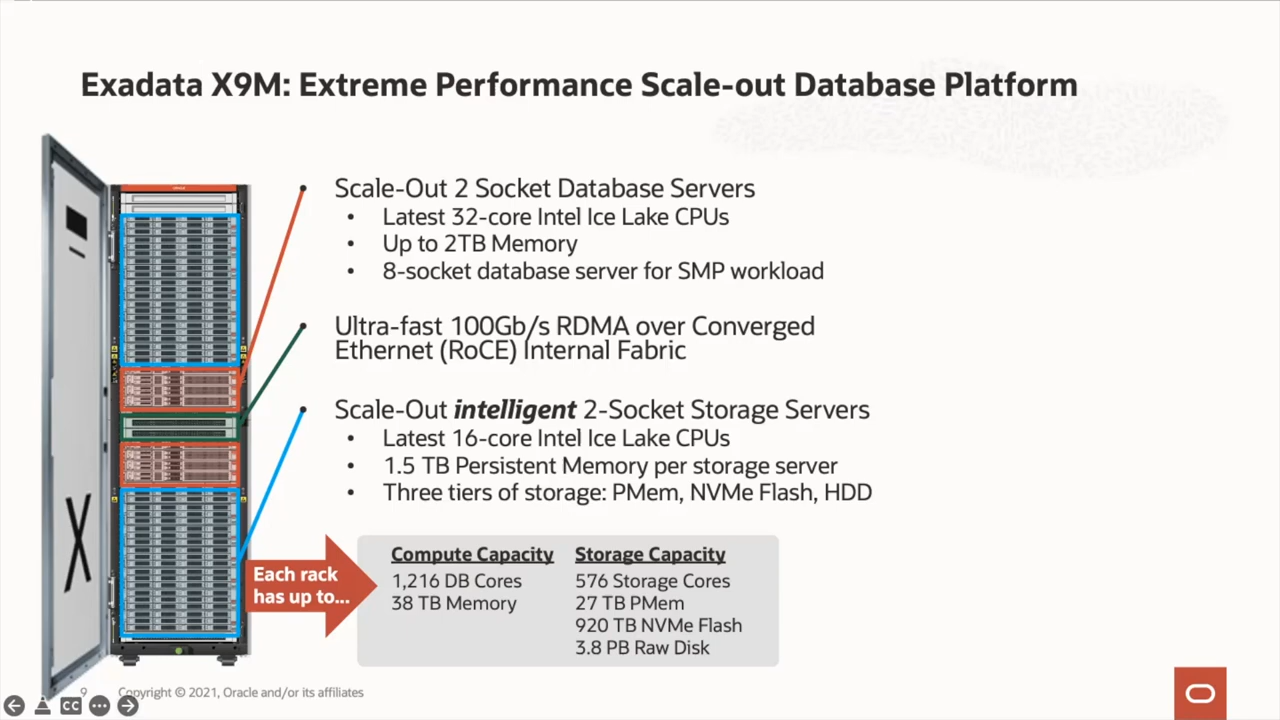 Exadata X9M: Extreme Performance Scale-out Database Platform
• Scale-Out 2 Socket Database Servers
• Latest 32-core Intel Ice Lake CPUs
• Up to 2TB Memory
• 8-socket database server for SMP workload
• Ultra-fast 100Gb/s RDMA over Converged
Ethernet (RoCE) Internal Fabric
• Scale-Out intelligent 2-Socket Storage Servers
• Latest 16-core Intel Ice Lake CPUs
• 1.5 TB Persistent Memory per storage server
• Three tiers of storage: PMem, NVMe Flash, HDD
X
Each rack
has up to...
Compute Capacity
1,216 DB Cores
38 TB Memory
Storage Capacity
576 Storage Cores
27 TB PMem
920 TB NVMe Flash
3.8 PB Raw Disk
9 Copyright © 2021, Oracle and/or its affiliates
CC